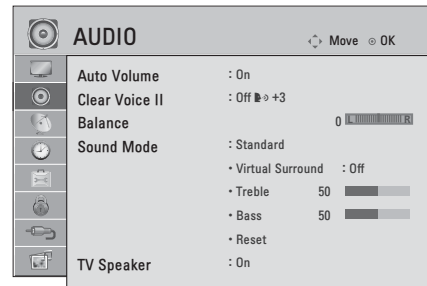 AUDIO
Move OK
Auto Volume : On
Clear Voice II : Off +3
Balance 0 L R
Sound Mode : Standard
• Virtual Surround : Off
• Treble 50
• Bass 50
• Reset
TV Speaker : On